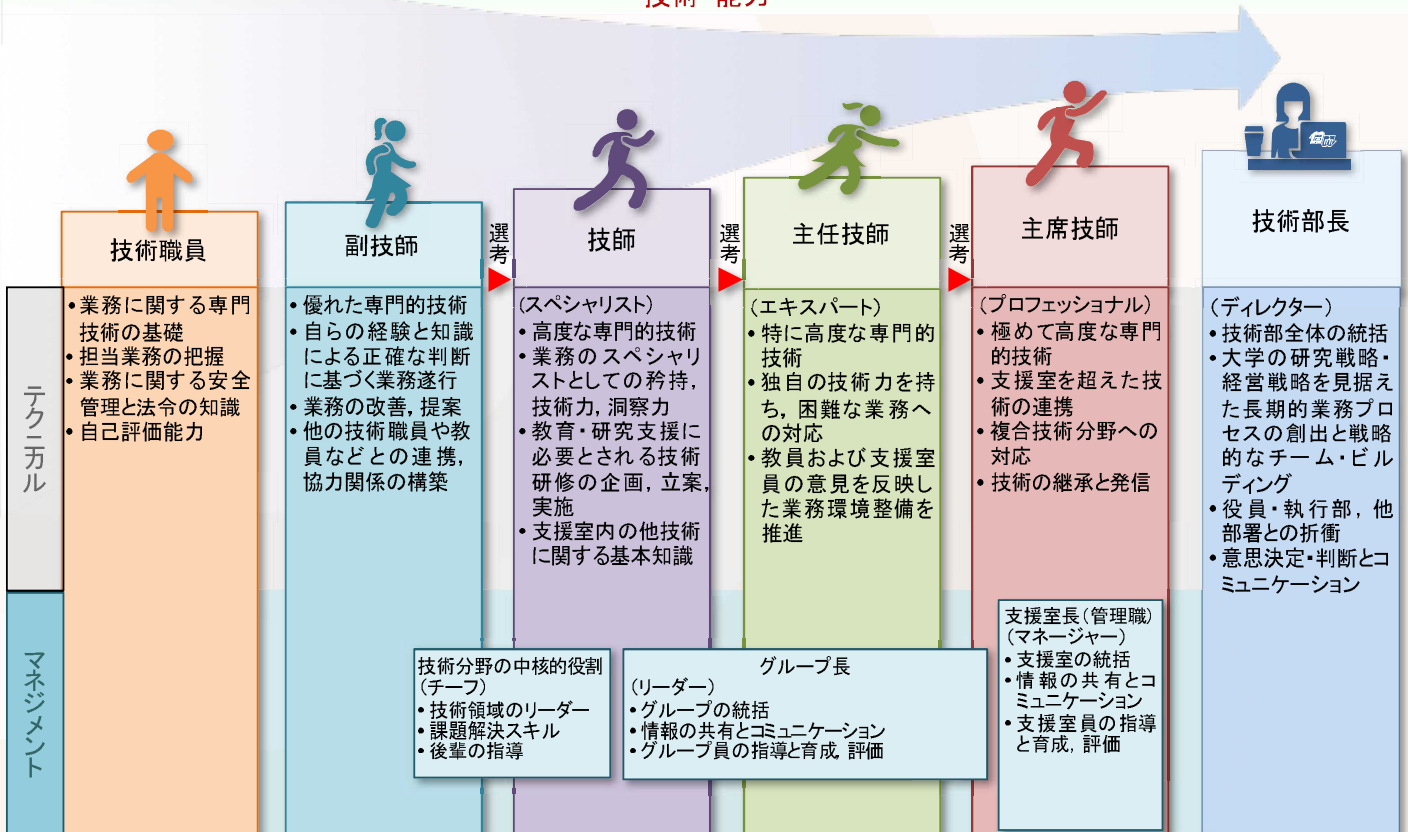 技術職員
副技師
選考
技師
選考
主任技師
選考
主席技師
技術部長
テクニカル
•業務に関する専門
技術の基礎
•担当業務の把握
•業務に関する安全
管理と法令の知識
•自己評価能力
•優れた専門的技術
•自らの経験と知識
による正確な判断
に基づく業務遂行
•業務の改善,提案
•他の技術職員や教
員などとの連携,
協力関係の構築
(スペシャリスト)
•高度な専門的技術
•業務のスペシャリ
ストとしての矜持,
技術力,洞察力
•教育・研究支援に
必要とされる技術
研修の企画,立案,
実施
•支援室内の他技術
に関する基本知識
(エキスパート)
•特に高度な専門的
技術
•独自の技術力を持
ち,困難な業務へ
の対応
•教員および支援室
員の意見を反映し
た業務環境整備を
推進
(プロフェッショナル)
•極めて高度な専門
的技術
•支援室を超えた技
術の連携
•複合技術分野への
対応
•技術の継承と発信
(ディレクター)
•技術部全体の統括
•大学の研究戦略・
経営戦略を見据え
た長期的業務プロ
セスの創出と戦略
的なチーム・ビル
ディング
•役員・執行部,他
部署との折衝
•意思決定・判断とコ
ミュニケーション
マネジメント
技術分野の中核的役割
(チーフ)
•技術領域のリーダー
•課題解決スキル
•後輩の指導
グループ長
(リーダー)
•グループの統括
•情報の共有とコミュニケーション
•グループ員の指導と育成,評価
支援室長(管理職)
(マネージャー)
•支援室の統括
•情報の共有とコ
ミュニケーション
•支援室員の指導
と育成,評価